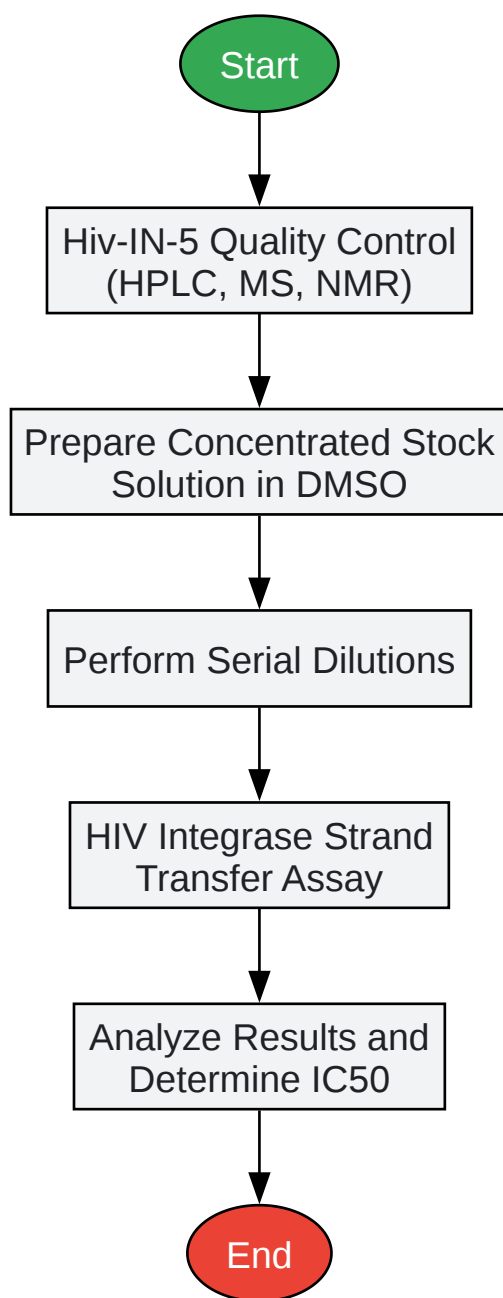 Start
Hiv-IN-5 Quality Control
(HPLC, MS, NMR)
Prepare Concentrated Stock
Solution in DMSO
Perform Serial Dilutions
HIV Integrase Strand
Transfer Assay
Analyze Results and
Determine IC50
End